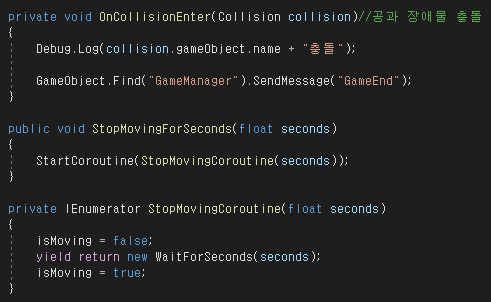 private void OnCollisionEnter(Collision collision)//공과 장애물 충돌
{
    Debug.Log(collision.gameObject.name + "충돌");

    GameObject.Find("GameManager").SendMessage("GameEnd");
}

public void StopMovingForSeconds(float seconds)
{
    StartCoroutine(StopMovingCoroutine(seconds));
}

private IEnumerator StopMovingCoroutine(float seconds)
{
    isMoving = false;
    yield return new WaitForSeconds(seconds);
    isMoving = true;
}